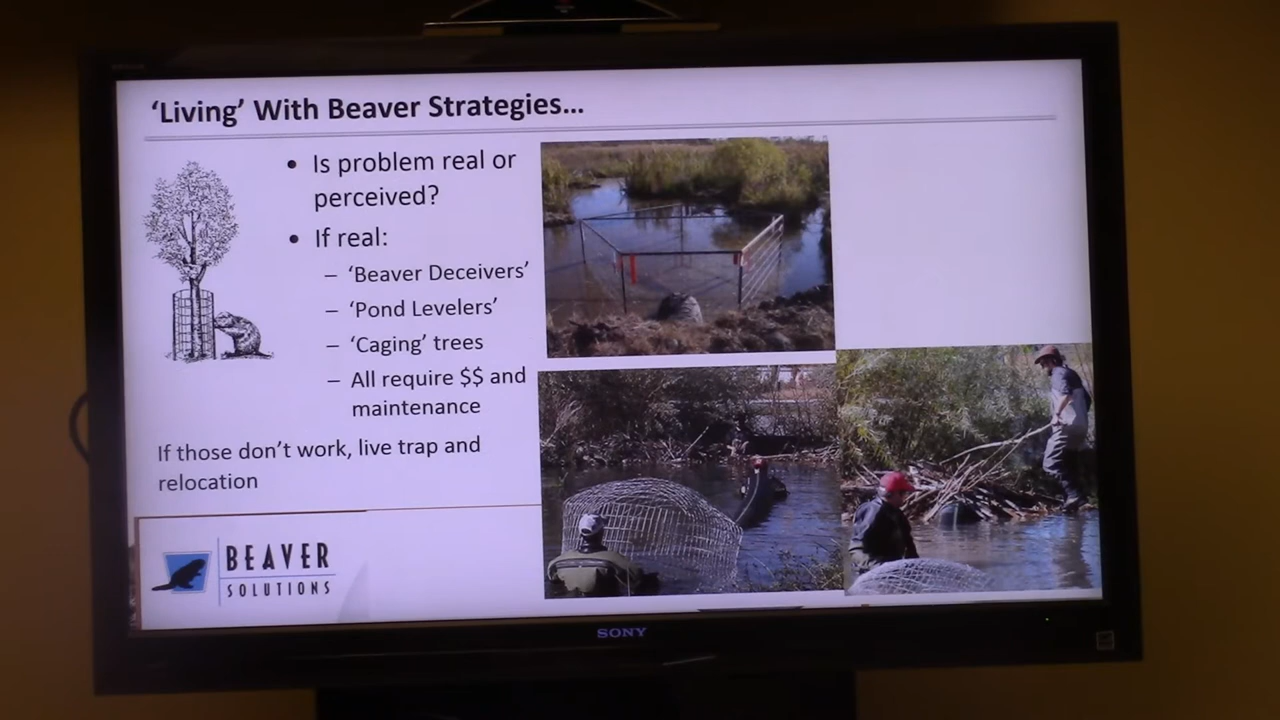 ‘Living’ With Beaver Strategies...
• Is problem real or
perceived?
• If real:
– ‘Beaver Deceivers’
– ‘Pond Levelers’
– ‘Caging’ trees
– All require $$ and
maintenance
If those don’t work, live trap and
relocation
BEAVER
SOLUTIONS
SONY